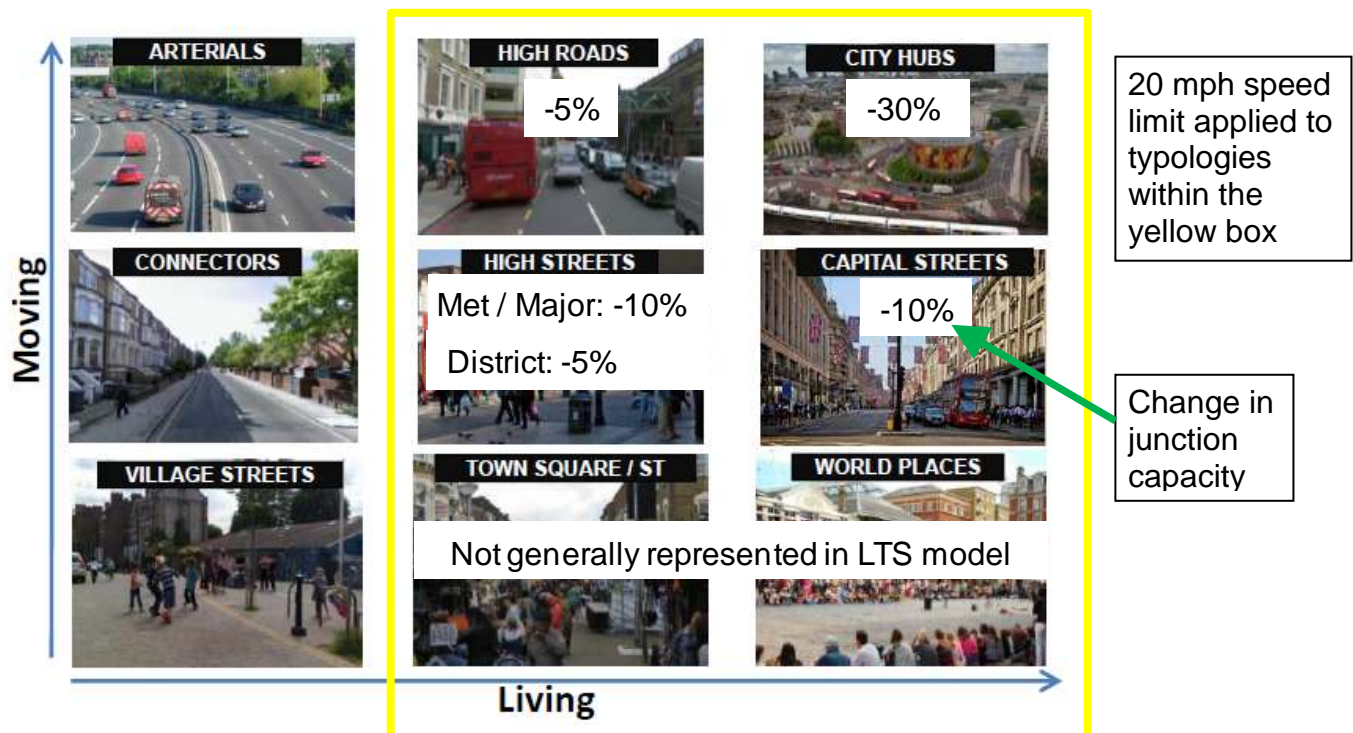 ARTERIALS
HIGH ROADS
-5%
CITY HUBS
-30%
20 mph speed
limit applied to
typologies
within the
yellow box
CONNECTORS
HIGH STREETS
Met / Major: -10%
District: -5%
CAPITAL STREETS
-10%
Change in
junction
capacity
VILLAGE STREETS
TOWN SQUARE / ST
WORLD PLACES
Not generally represented in LTS model
Moving
Living